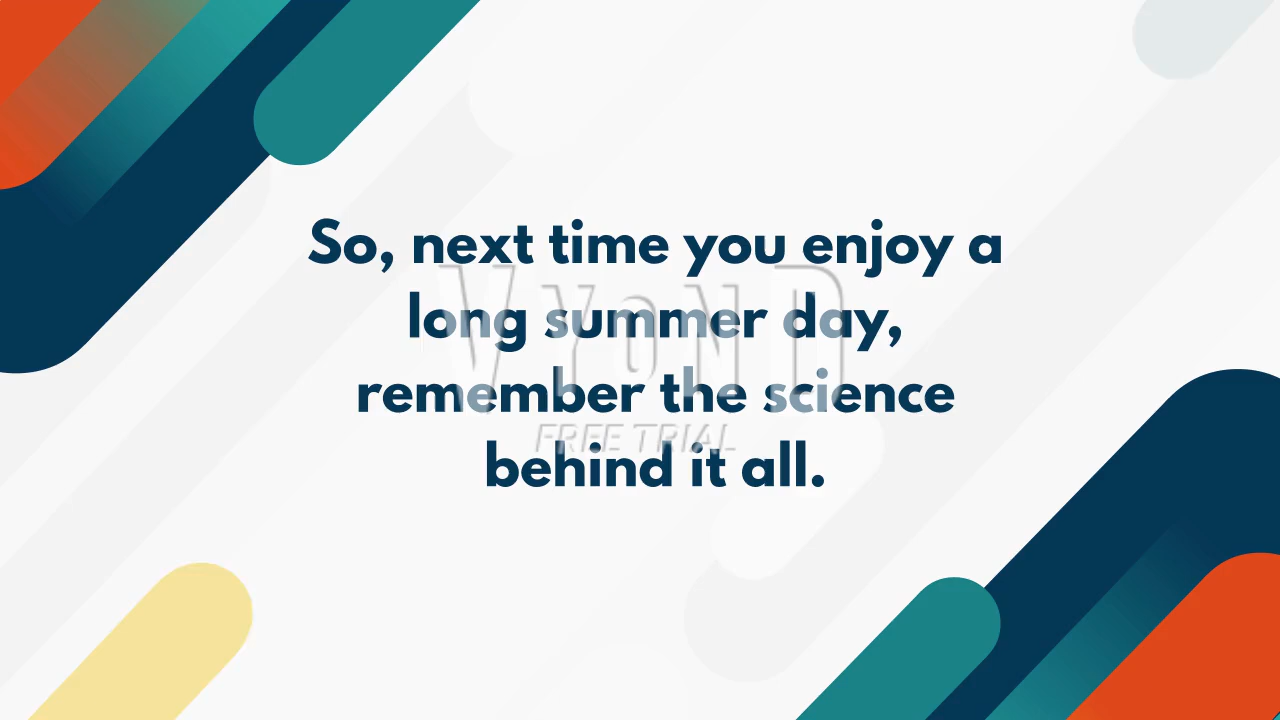 So, next time you enjoy a
long summer day,
remember the science
behind it all.
VYOND
FREE TRIAL